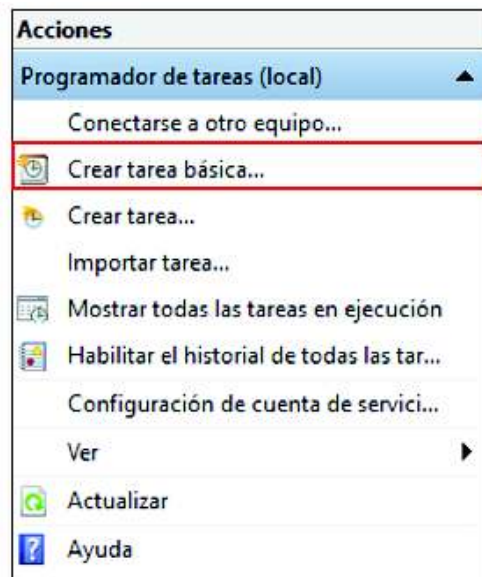 Acciones
Programador de tareas (local)
Conectarse a otro equipo...
Crear tarea básica...
Crear tarea...
Importar tarea...
Mostrar todas las tareas en ejecución
Habilitar el historial de todas las tar...
Configuración de cuenta de servici...
Ver
Actualizar
Ayuda